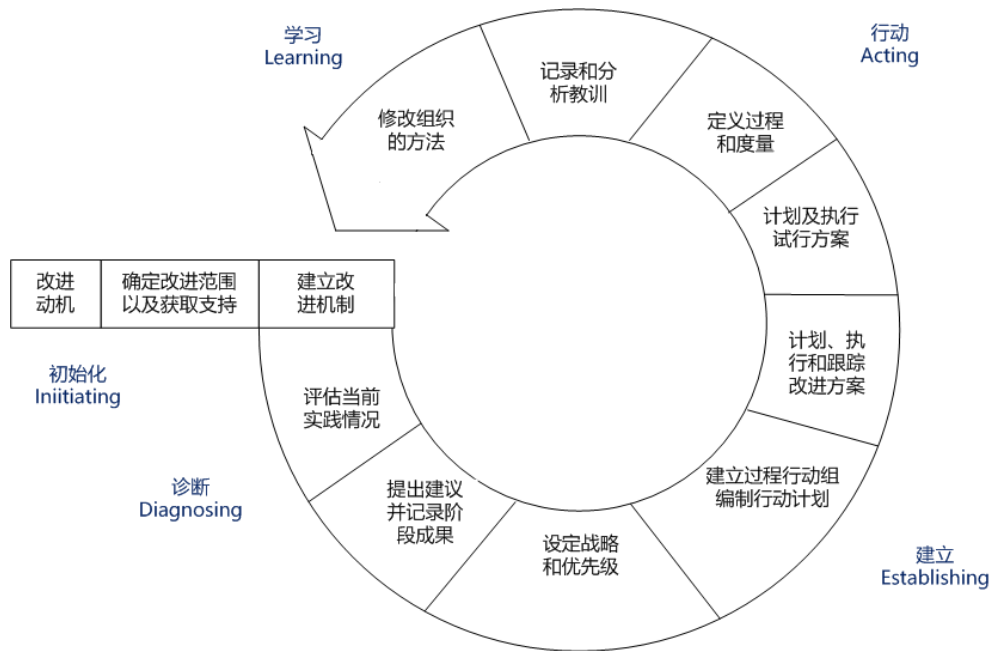 学习
Learning
行动
Acting
记录和分
析教训
修改组织
的方法
定义过程
和度量
计划及执行
试行方案
改进
动机
确定改进范围
以及获取支持
建立改
进机制
计划、执
行和跟踪
改进方案
初始化
Iniitiating
评估当前
实践情况
诊断
Diagnosing
提出建议
并记录阶
段成果
设定战略
和优先级
建立过程行动组
编制行动计划
建立
Establishing